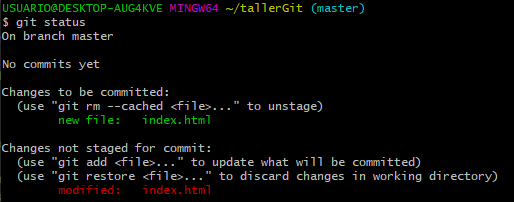 USUARIO@DESKTOP-AUG4KVE MINGW64 ~/tallerGit (master)
$ git status
On branch master

No commits yet

Changes to be committed:
  (use "git rm --cached <file>..." to unstage)
        new file:   index.html

Changes not staged for commit:
  (use "git add <file>..." to update what will be committed)
  (use "git restore <file>..." to discard changes in working directory)
        modified:   index.html